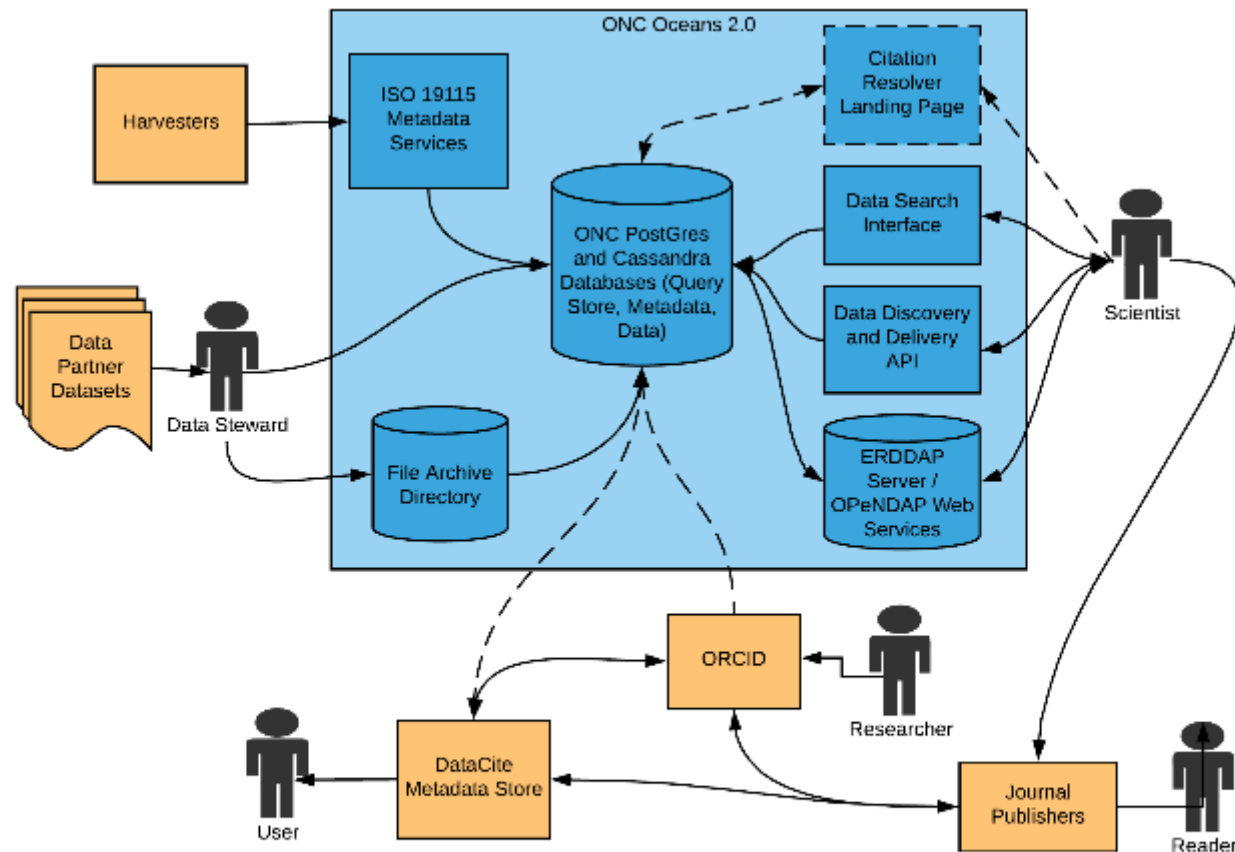 ONC Oceans 2.0
Harvesters
ISO 19115
Metadata
Services
Citation
Resolver
Landing Page
Data Search
Interface
ONC PostGres
and Cassandra
Databases (Query
Store, Metadata,
Data)
Data Discovery
and Delivery
API
Scientist
Data
Partner
Datasets
Data Steward
File Archive
Directory
ERDDAP
Server /
OPeNDAP Web
Services
ORCID
Researcher
DataCite
Metadata Store
User
Journal
Publishers
Reader